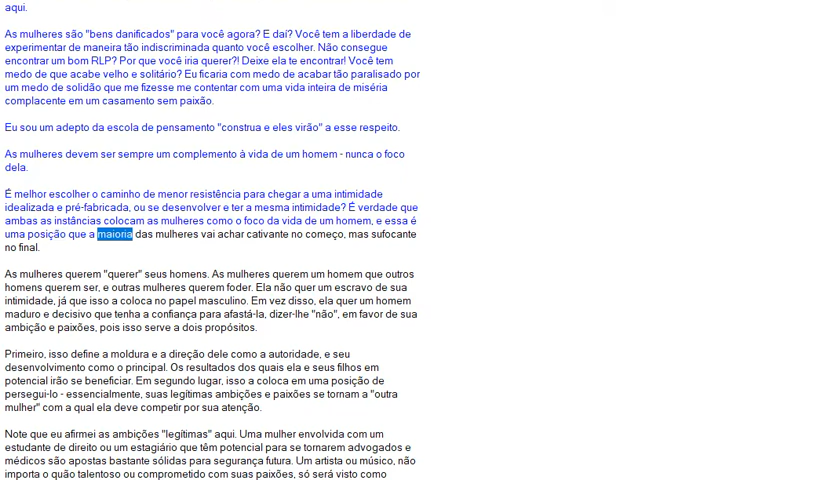 aqui.
As mulheres são "bens danificados" para você agora? E daí? Você tem a liberdade de
experimentar de maneira tão indiscriminada quanto você escolher. Não consegue
encontrar um bom RLP? Por que você iria querer?! Deixe ela te encontrar! Você tem
medo de que acabe velho e solitário? Eu ficaria com medo de acabar tão paralisado por
um medo de solidão que me fizesse me contentar com uma vida inteira de miséria
complacente em um casamento sem paixão.
Eu sou um adepto da escola de pensamento "construa e eles virão" a esse respeito.
As mulheres devem ser sempre um complemento à vida de um homem - nunca o foco
dela.
É melhor escolher o caminho de menor resistência para chegar a uma intimidade
idealizada e pré-fabricada, ou se desenvolver e ter a mesma intimidade? É verdade que
ambas as instâncias colocam as mulheres como o foco da vida de um homem, e essa é
uma posição que a maioria das mulheres vai achar cativante no começo, mas sufocante
no final.
As mulheres querem "querer" seus homens. As mulheres querem um homem que outros
homens querem ser, e outras mulheres querem foder. Ela não quer um escravo de sua
intimidade, já que isso a coloca no papel masculino. Em vez disso, ela quer um homem
maduro e decisivo que tenha a confiança para afastá-la, dizer-lhe "não", em favor de sua
ambição e paixões, pois isso serve a dois propósitos.
Primeiro, isso define a moldura e a direção dele como a autoridade, e seu
desenvolvimento como o principal. Os resultados dos quais ela e seus filhos em
potencial irão se beneficiar. Em segundo lugar, isso a coloca em uma posição de
persegui-lo - essencialmente, suas legítimas ambições e paixões se tornam a "outra
mulher" com a qual ela deve competir por sua atenção.
Note que eu afirmei as ambições "legítimas" aqui. Uma mulher envolvida com um
estudante de direito ou um estagiário que têm potencial para se tornarem advogados e
médicos são apostas bastante sólidas para segurança futura. Um artista ou músico, não
importa o quão talentoso ou comprometido com suas paixões, só será visto como